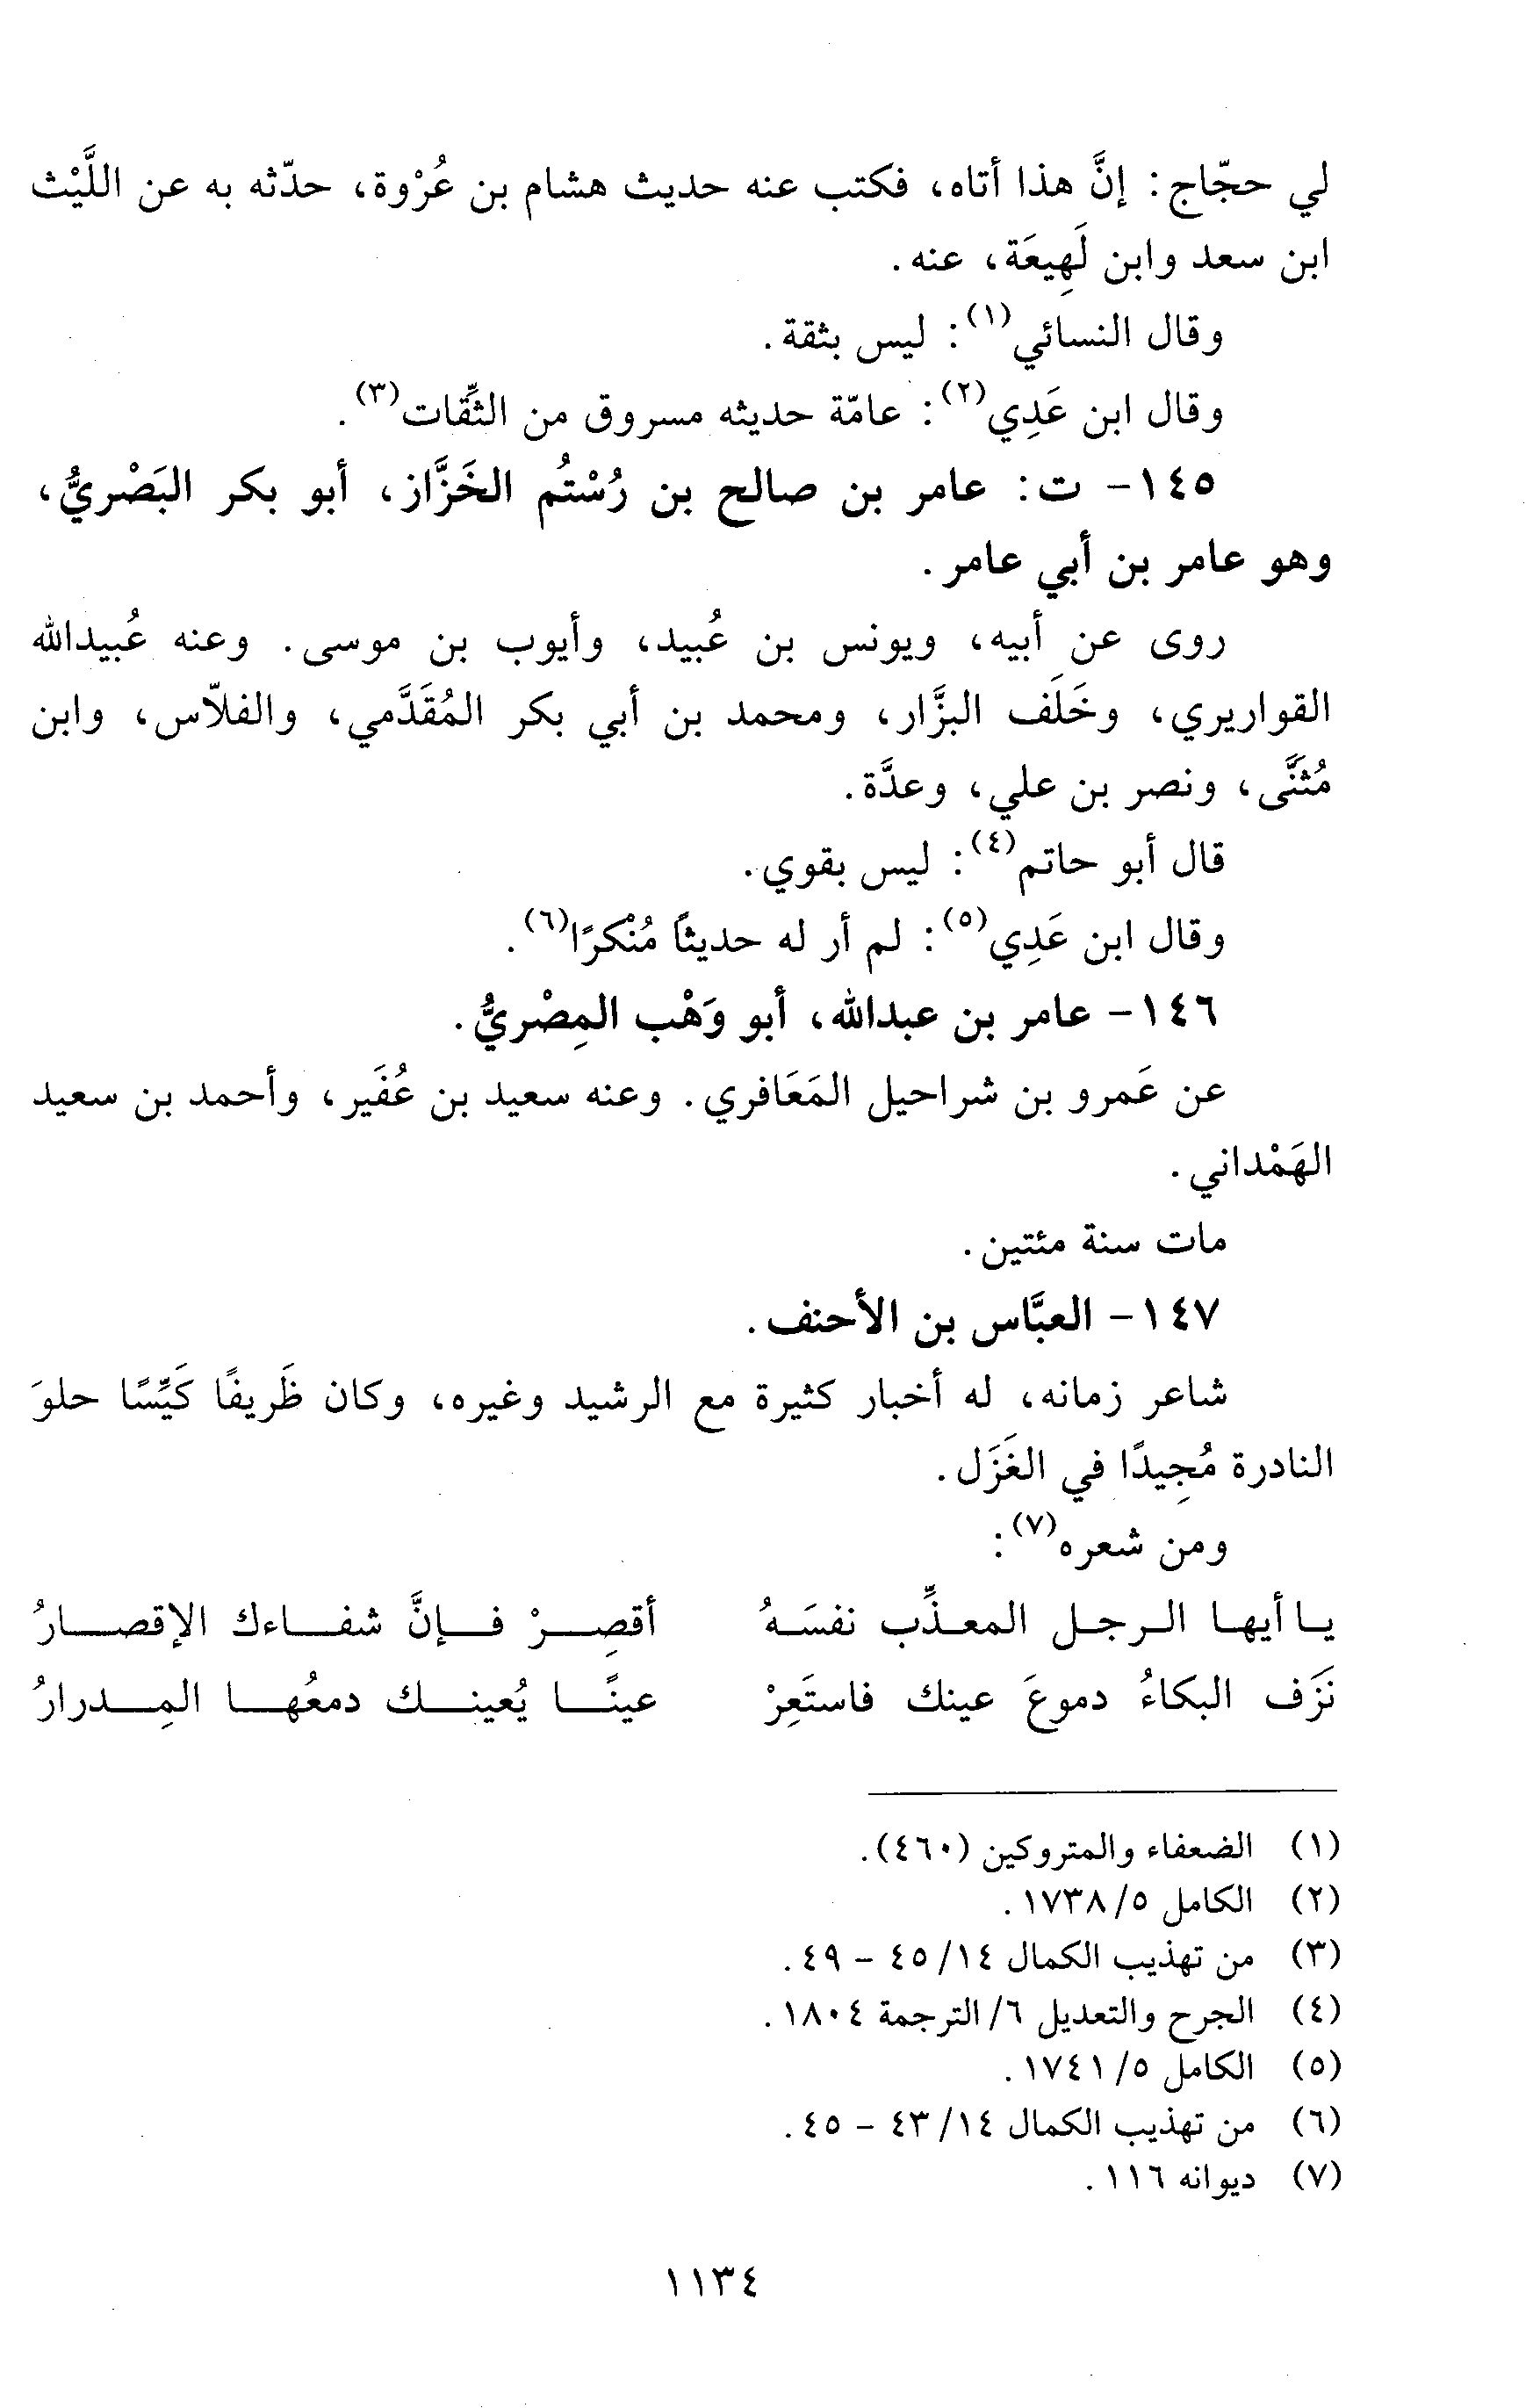 لي حجّاج: إنَّ هذا أتاه، فكتب عنه حديث هشام بن عُرْوة، حدّثه به عن اللَّيْث
ابن سعد وابن لَهِيعَة، عنه.
وقال النسائي(١): ليس بثقة.
وقال ابن عَدِي(٢): عامّة حديثه مسروق من الثِّقات(٣).
١٤٥- ت: عامر بن صالح بن رُسْتُم الخَزَّاز، أبو بكر البَصْريُّ،
وهو عامر بن أبي عامر.
روى عن أبيه، ويونس بن عُبيد، وأيوب بن موسى. وعنه عُبيدالله
القواريري، وخَلَف البزَّار، ومحمد بن أبي بكر المُقَدَّمي، والفلاّس، وابن
مُثنَّى، ونصر بن علي، وعدَّة.
قال أبو حاتم(٤): ليس بقوي.
وقال ابن عَدِي(٥): لم أر له حديثاً مُنْكرًا(٦).
١٤٦- عامر بن عبدالله، أبو وَهْب المِصْريُّ.
عن عَمرو بن شراحيل المَعَافري. وعنه سعيد بن عُفَير، وأحمد بن سعيد
الهَمْداني.
مات سنة مئتين.
١٤٧- العبَّاس بن الأحنف.
شاعر زمانه، له أخبار كثيرة مع الرشيد وغيره، وكان ظَريفًا كَيِّسًا حلوَ
النادرة مُجِيدًا في الغَزَل.
ومن شعره(٧):
يا أيها الرجل المعذِّب نفسَهُ أقصِرْ فإنَّ شفاءك الإقصارُ
نَزَف البكاءُ دموعَ عينك فاستَعِرْ عينًا يُعينك دمعُها المِدرارُ
(١) الضعفاء والمتروكين (٤٦٠).
(٢) الكامل ٥/ ١٧٣٨.
(٣) من تهذيب الكمال ١٤/ ٤٥ - ٤٩.
(٤) الجرح والتعديل ٦/ الترجمة ١٨٠٤.
(٥) الكامل ٥/ ١٧٤١.
(٦) من تهذيب الكمال ١٤/ ٤٣ - ٤٥.
(٧) ديوانه ١١٦.
١١٣٤